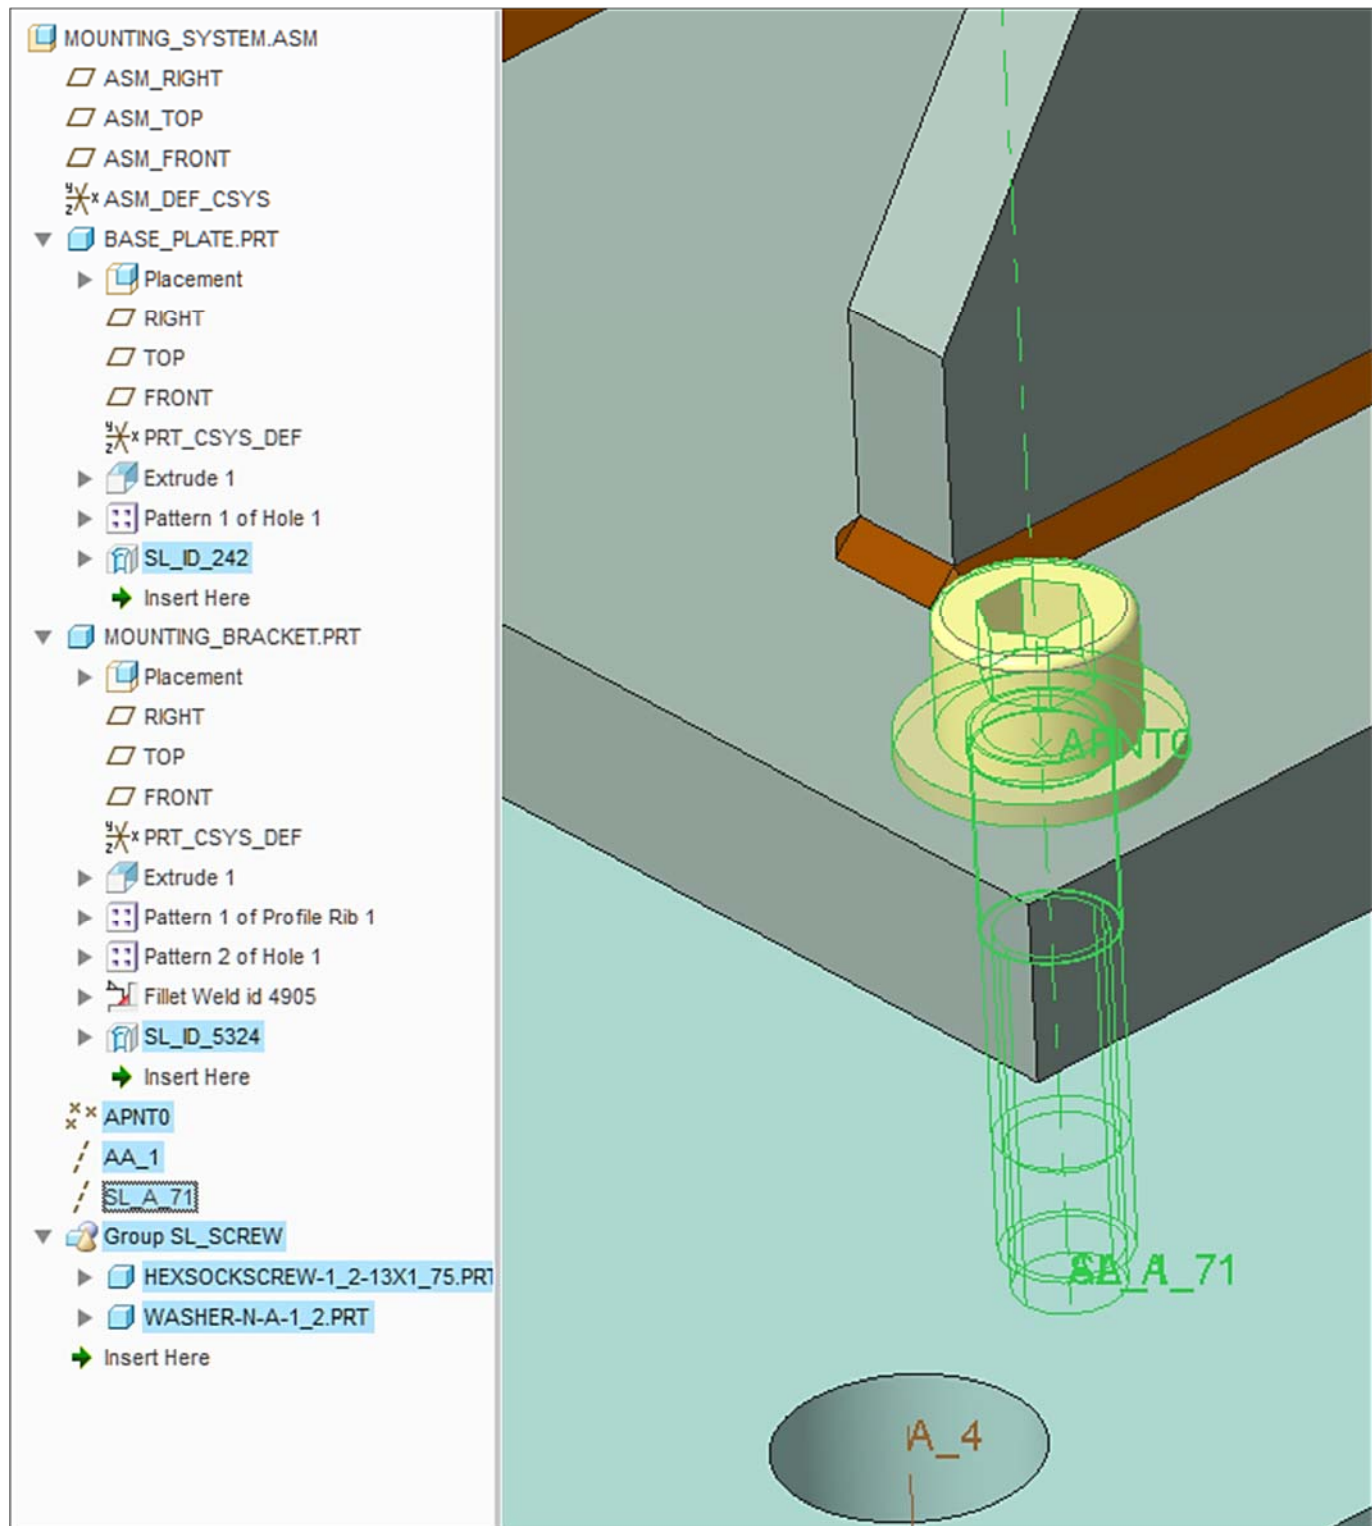 MOUNTING_SYSTEM.ASM
ASM_RIGHT
ASM_TOP
ASM_FRONT
ASM_DEF_CSYS
BASE_PLATE.PRT
Placement
RIGHT
TOP
FRONT
PRT_CSYS_DEF
Extrude 1
Pattern 1 of Hole 1
SL_ID_242
Insert Here
MOUNTING_BRACKET.PRT
Placement
RIGHT
TOP
FRONT
PRT_CSYS_DEF
Extrude 1
Pattern 1 of Profile Rib 1
Pattern 2 of Hole 1
Fillet Weld id 4905
SL_ID_5324
Insert Here
APNT0
AA_1
SL_A_71
Group SL_SCREW
HEXSOCKSCREW-1_2-13X1_75.PRT
WASHER-N-A-1_2.PRT
Insert Here
APNT0
A_4